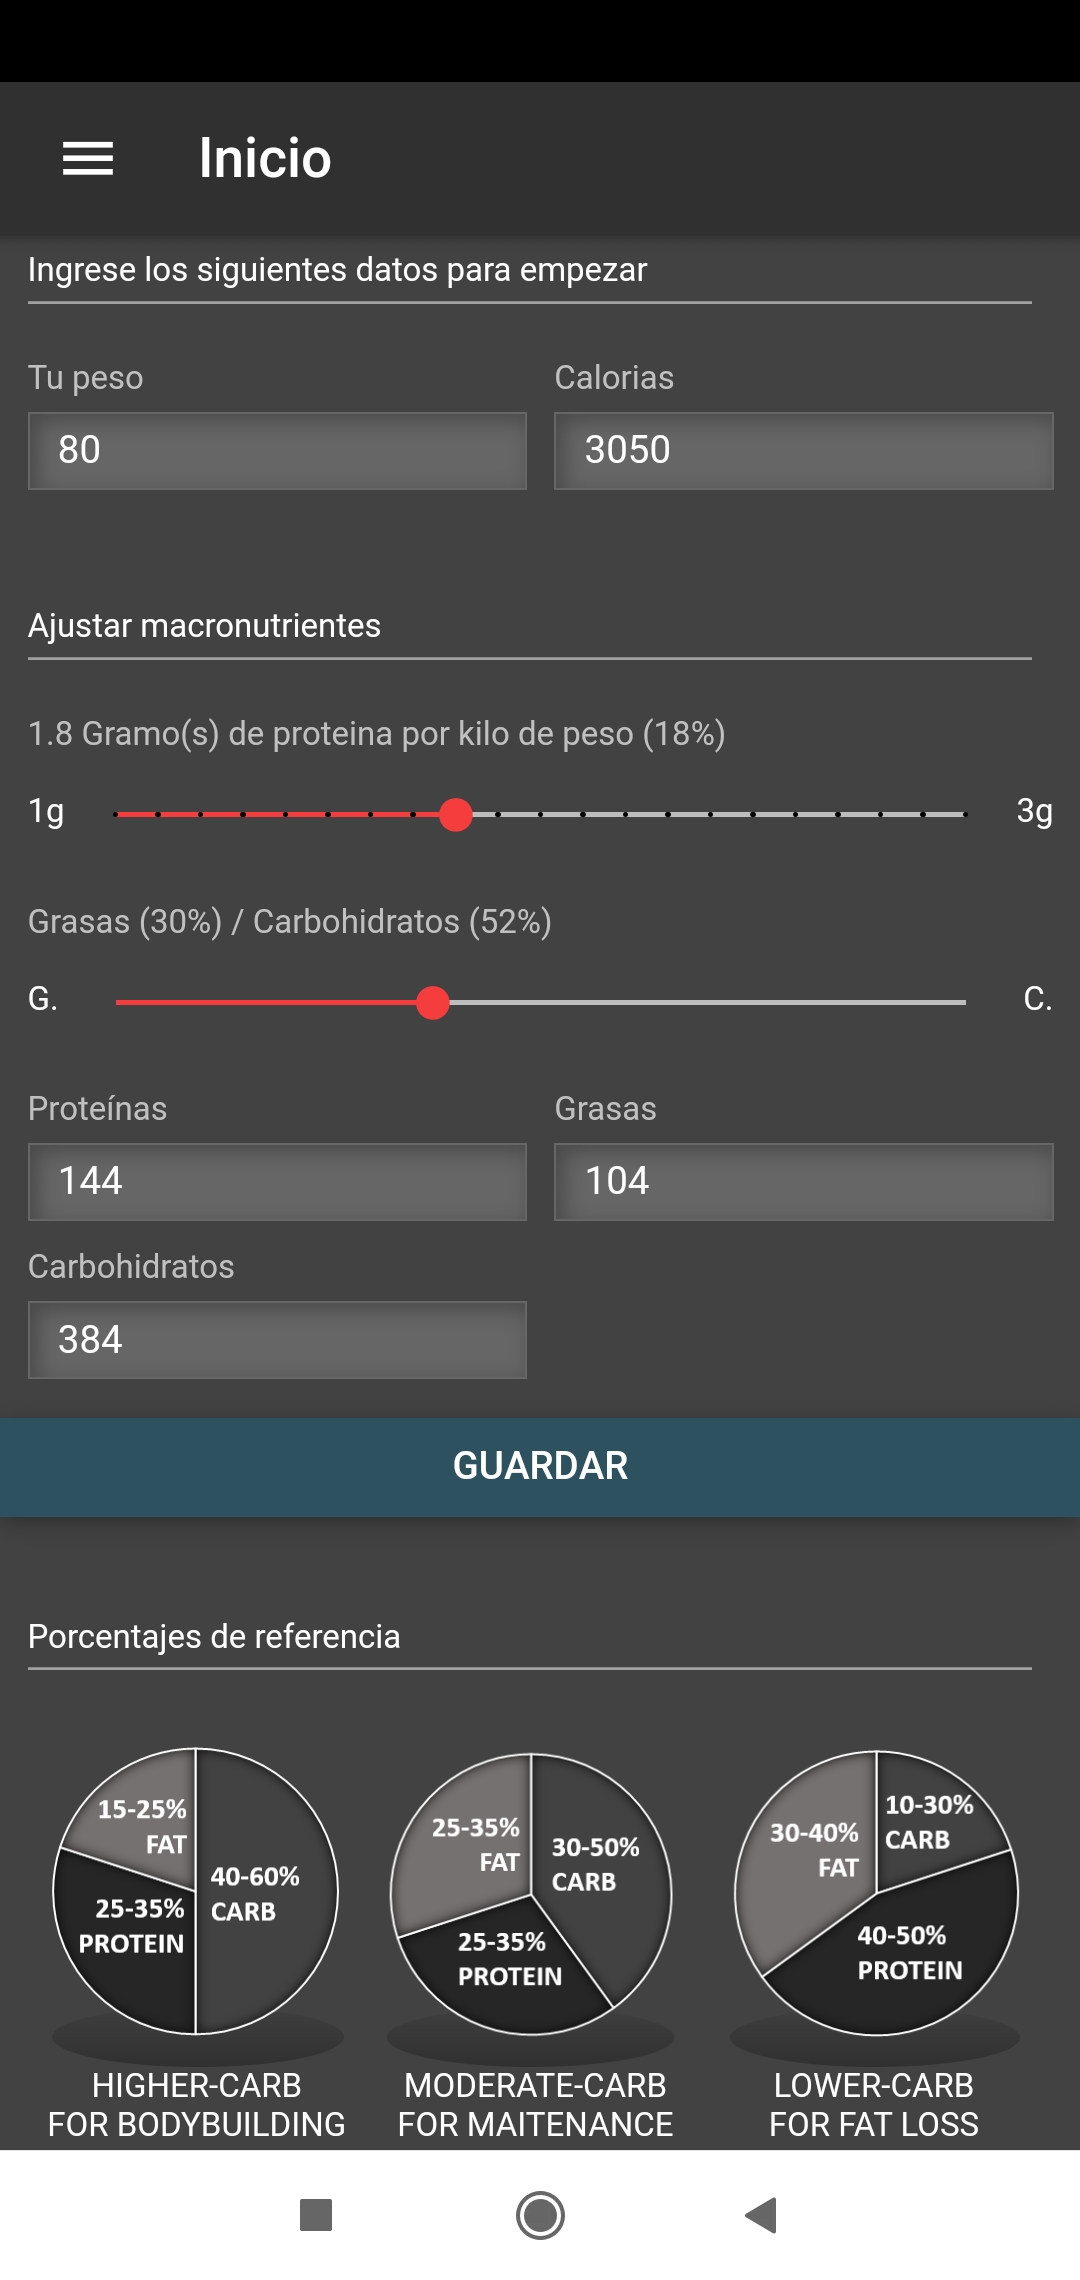 Inicio
Ingrese los siguientes datos para empezar
Tu peso
Calorias
80
3050
Ajustar macronutrientes
1.8 Gramo(s) de proteina por kilo de peso (18%)
1g
3g
Grasas (30%) / Carbohidratos (52%)
G.
C.
Proteínas
Grasas
144
104
Carbohidratos
384
GUARDAR
Porcentajes de referencia
15-25%
FAT
40-60%
CARB
25-35%
PROTEIN
HIGHER-CARB
FOR BODYBUILDING
25-35%
FAT
30-50%
CARB
25-35%
PROTEIN
MODERATE-CARB
FOR MAITENANCE
10-30%
CARB
30-40%
FAT
40-50%
PROTEIN
LOWER-CARB
FOR FAT LOSS